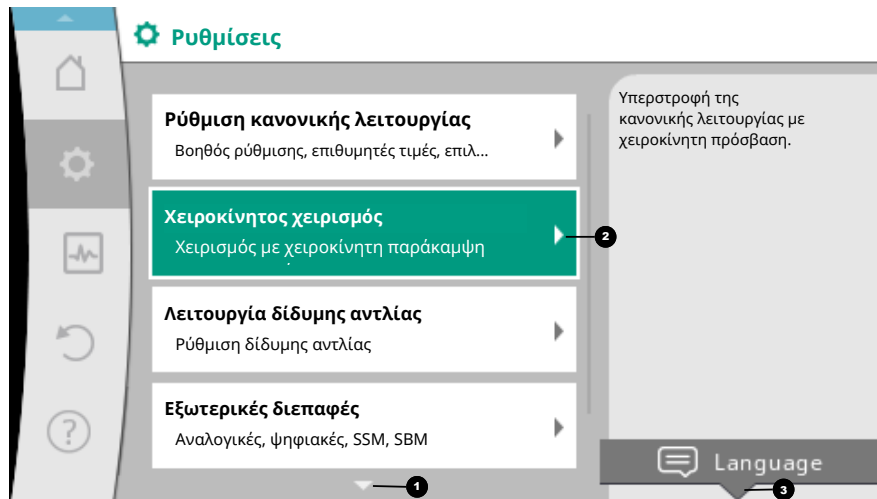 Ρυθμίσεις
Ρύθμιση κανονικής λειτουργίας
Βοηθός ρύθμισης, επιθυμητές τιμές, επιλ...
Χειροκίνητος χειρισμός
Χειρισμός με χειροκίνητη παράκαμψη
2
Λειτουργία δίδυμης αντλίας
Ρύθμιση δίδυμης αντλίας
Εξωτερικές διεπαφές
Αναλογικές, ψηφιακές, SSM, SBM
1
Υπερστροφή της
κανονικής λειτουργίας με
χειροκίνητη πρόσβαση.
Language
3
?